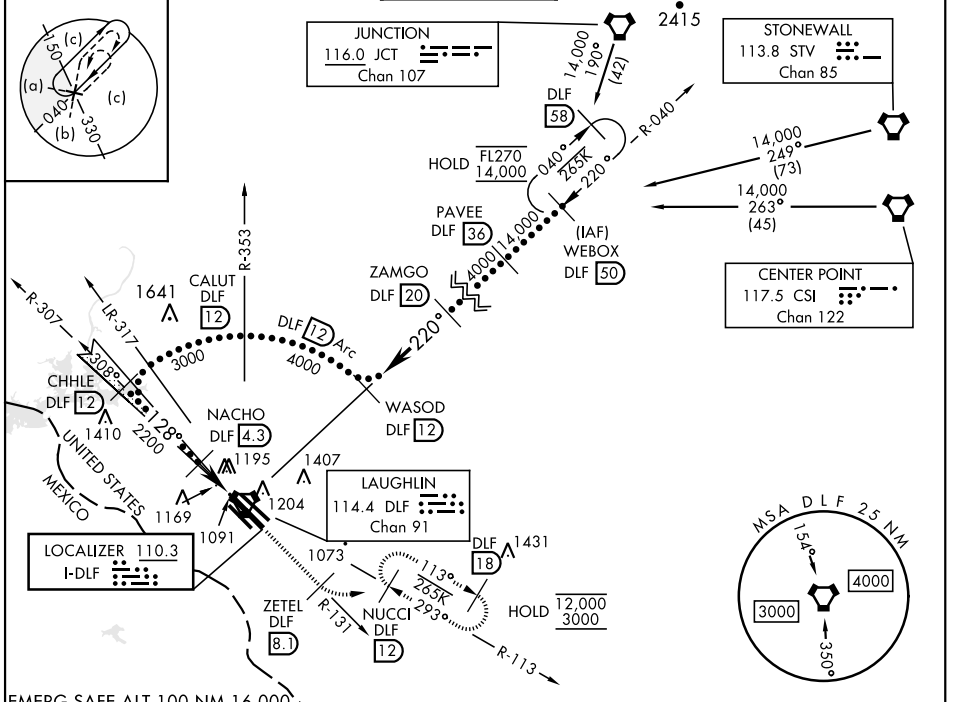 (c)
150
(a)
040
(c)
(b)
330
JUNCTION
116.0 JCT
Chan 107
14,000
190°
(42)
2415
STONEWALL
113.8 STV
Chan 85
DLF
58
R-040
HOLD
FL270
14,000
040°
265K
220°
14,000
249°
(73)
14,000
263°
(45)
PAVEE
DLF 36
4000
14,000
(IAF)
WEBOX
DLF 50
CENTER POINT
117.5 CSI
Chan 122
ZAMGO
DLF 20
220°
R-353
R-307
LR-317
1641
CALUT
DLF
12
DLF 12 Arc
3000
4000
308°
CHHLE
DLF 12
128°
2200
1410
WASOD
DLF 12
NACHO
DLF 4.3
1195
1407
UNITED STATES
MEXICO
1169
1204
1091
LAUGHLIN
114.4 DLF
Chan 91
LOCALIZER 110.3
I-DLF
1073
DLF
18
1431
113°
265K
293°
HOLD
12,000
3000
ZETEL
DLF
8.1
R-131
NUCCI
DLF
12
R-113
MSA DLF 25 NM
154°
4000
3000
350°
EMERG SAFE ALT 100 NM 16,000